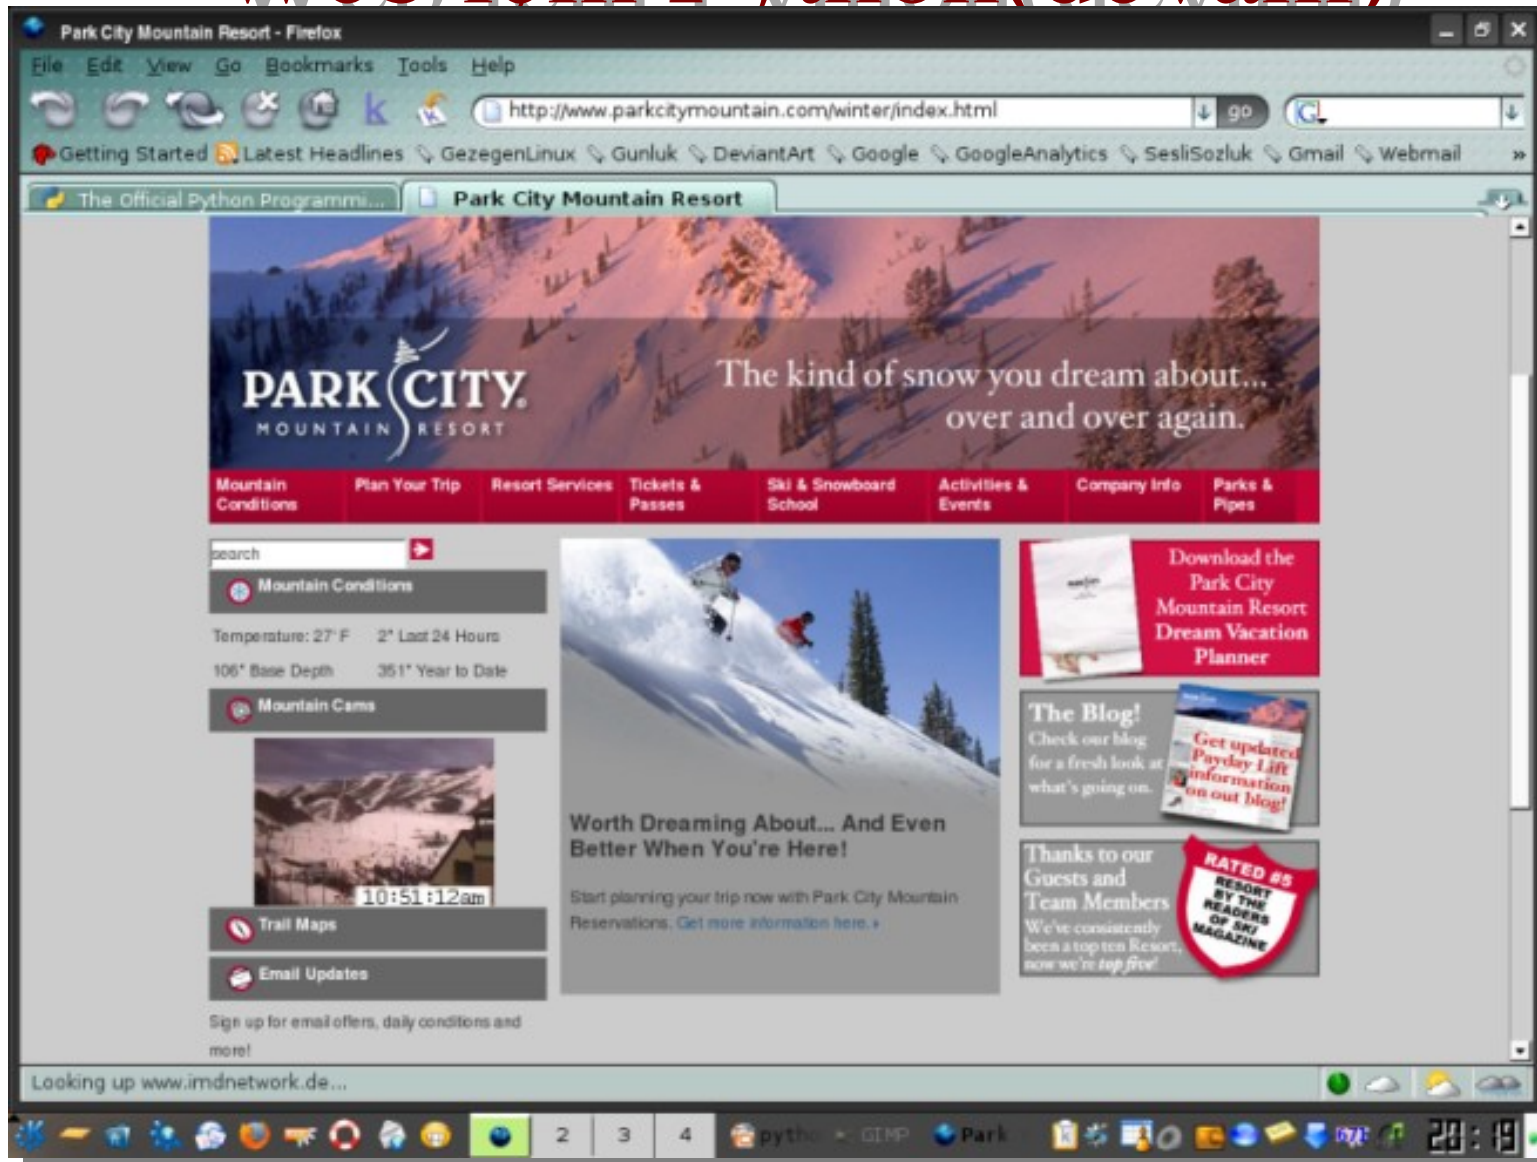 Park City Mountain Resort - Firefox
File Edit View Go Bookmarks Tools Help
http://www.parkcitymountain.com/winter/index.html go
Getting Started Latest Headlines GezegenLinux Gunluk DeviantArt Google GoogleAnalytics SesliSozluk Gmail Webmail »
The Official Python Programmi... Park City Mountain Resort
PARK CITY®
MOUNTAIN RESORT
The kind of snow you dream about...
over and over again.
Mountain Conditions
Plan Your Trip
Resort Services
Tickets & Passes
Ski & Snowboard School
Activities & Events
Company Info
Parks & Pipes
search
Mountain Conditions
Temperature: 27° F 2" Last 24 Hours
106" Base Depth 351" Year to Date
Mountain Cams
10:51:12am
Trail Maps
Email Updates
Sign up for email offers, daily conditions and
more!
Worth Dreaming About... And Even
Better When You're Here!
Start planning your trip now with Park City Mountain
Reservations. Get more information here.
Download the
Park City
Mountain Resort
Dream Vacation
Planner
The Blog!
Check our blog
for a fresh look at
what's going on.
Get updated
Payday Lift
information
on out blog!
Thanks to our
Guests and
Team Members
We've consistently
been a top ten Resort,
now we're top five!
RATED #5
RESORT
BY THE
READERS
OF SKI
MAGAZINE
Looking up www.imdnetwork.de...
2 3 4 pytho GIMP Park 671 20:19